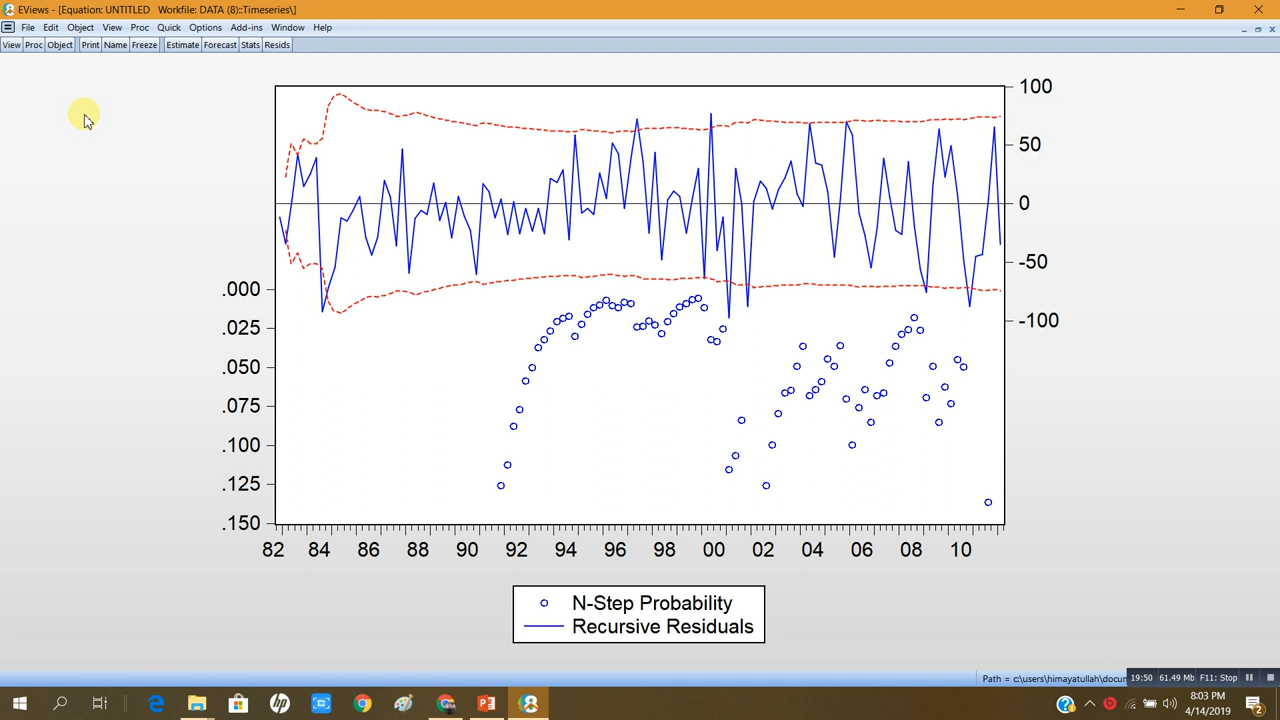 EViews - [Equation: UNTITLED   Workfile: DATA (8)::Timeseries\]
File Edit Object View Proc Quick Options Add-ins Window Help
View Proc Object Print Name Freeze Estimate Forecast Stats Resids
100
50
0
-50
-100
.000
.025
.050
.075
.100
.125
.150
82 84 86 88 90 92 94 96 98 00 02 04 06 08 10
N-Step Probability
Recursive Residuals
Path = c:\users\himayatullah\docum
19:50 61.49 Mb F11: Stop
8:03 PM
4/14/2019
2